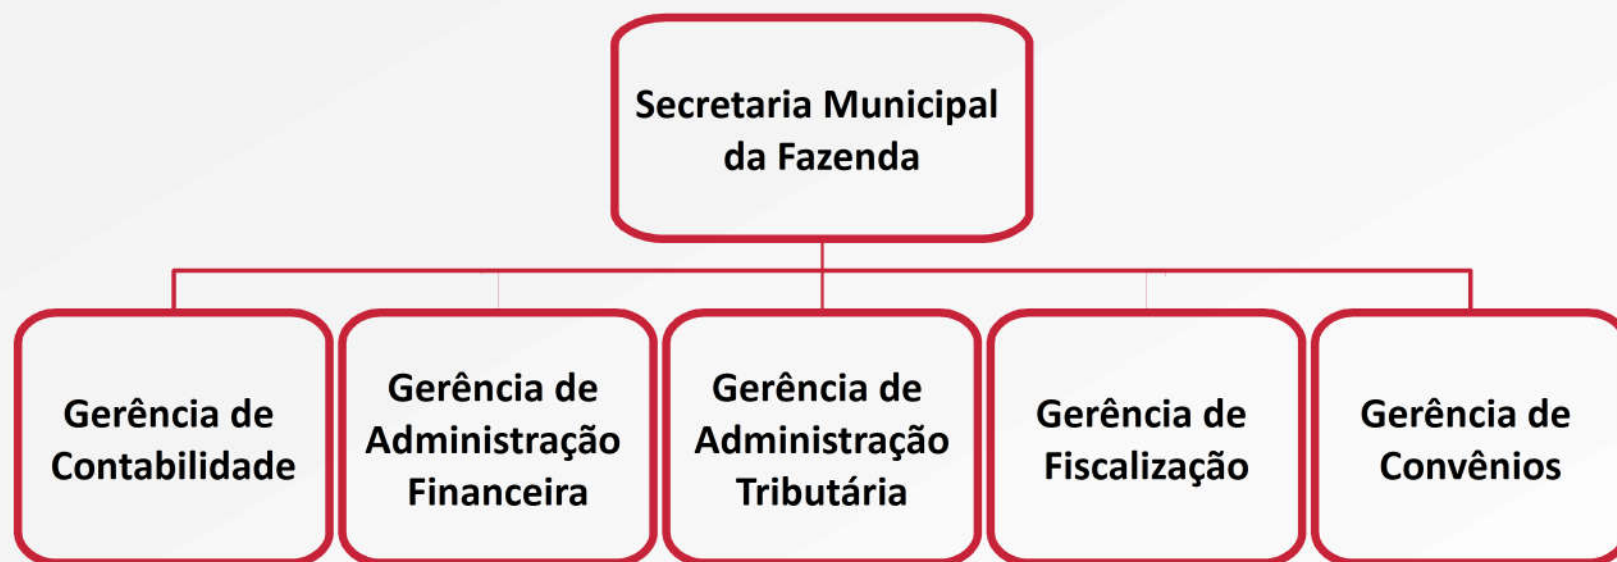 Secretaria Municipal
da Fazenda
Gerência de
Contabilidade
Gerência de
Administração
Financeira
Gerência de
Administração
Tributária
Gerência de
Fiscalização
Gerência de
Convênios